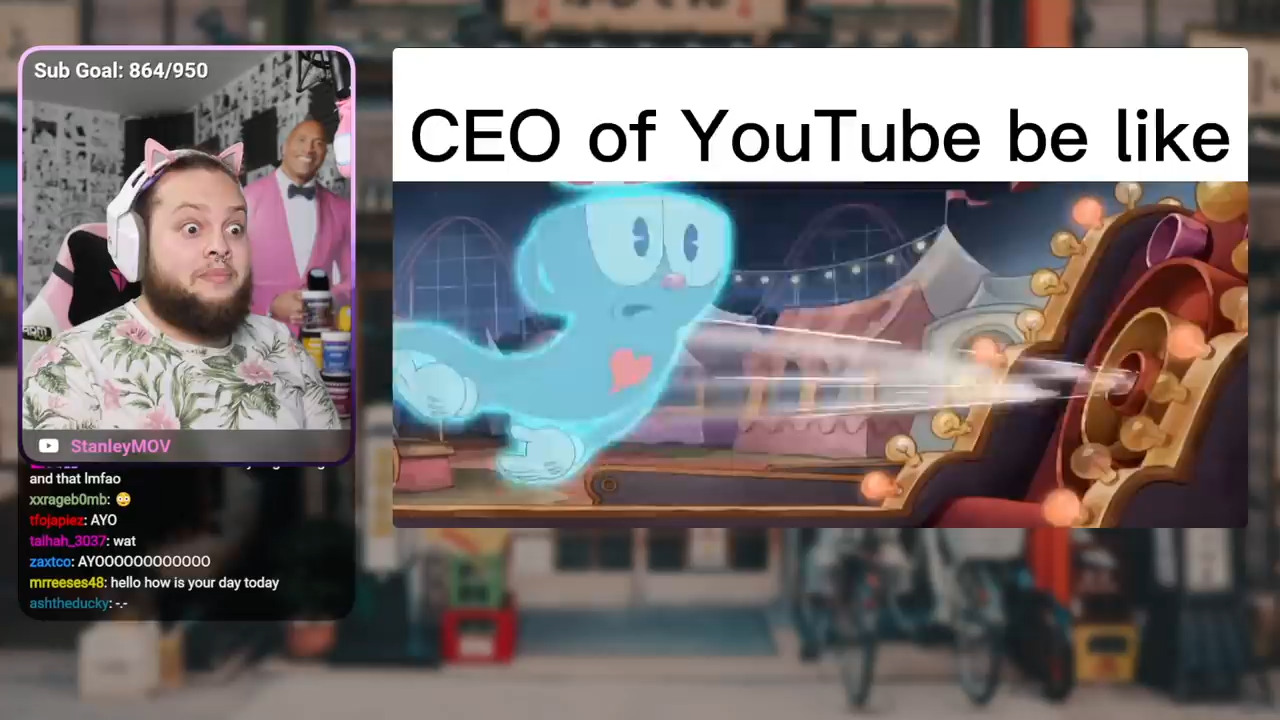 Sub Goal: 864/950
CEO of YouTube be like
StanleyMOV
and that lmfao
xxrageb0mb: 😳
tfojapiez: AYO
talhah_3037: wat
zaxtco: AYOOOOOOOOOOOO
mrreeses48: hello how is your day today
ashtheducky: -.-